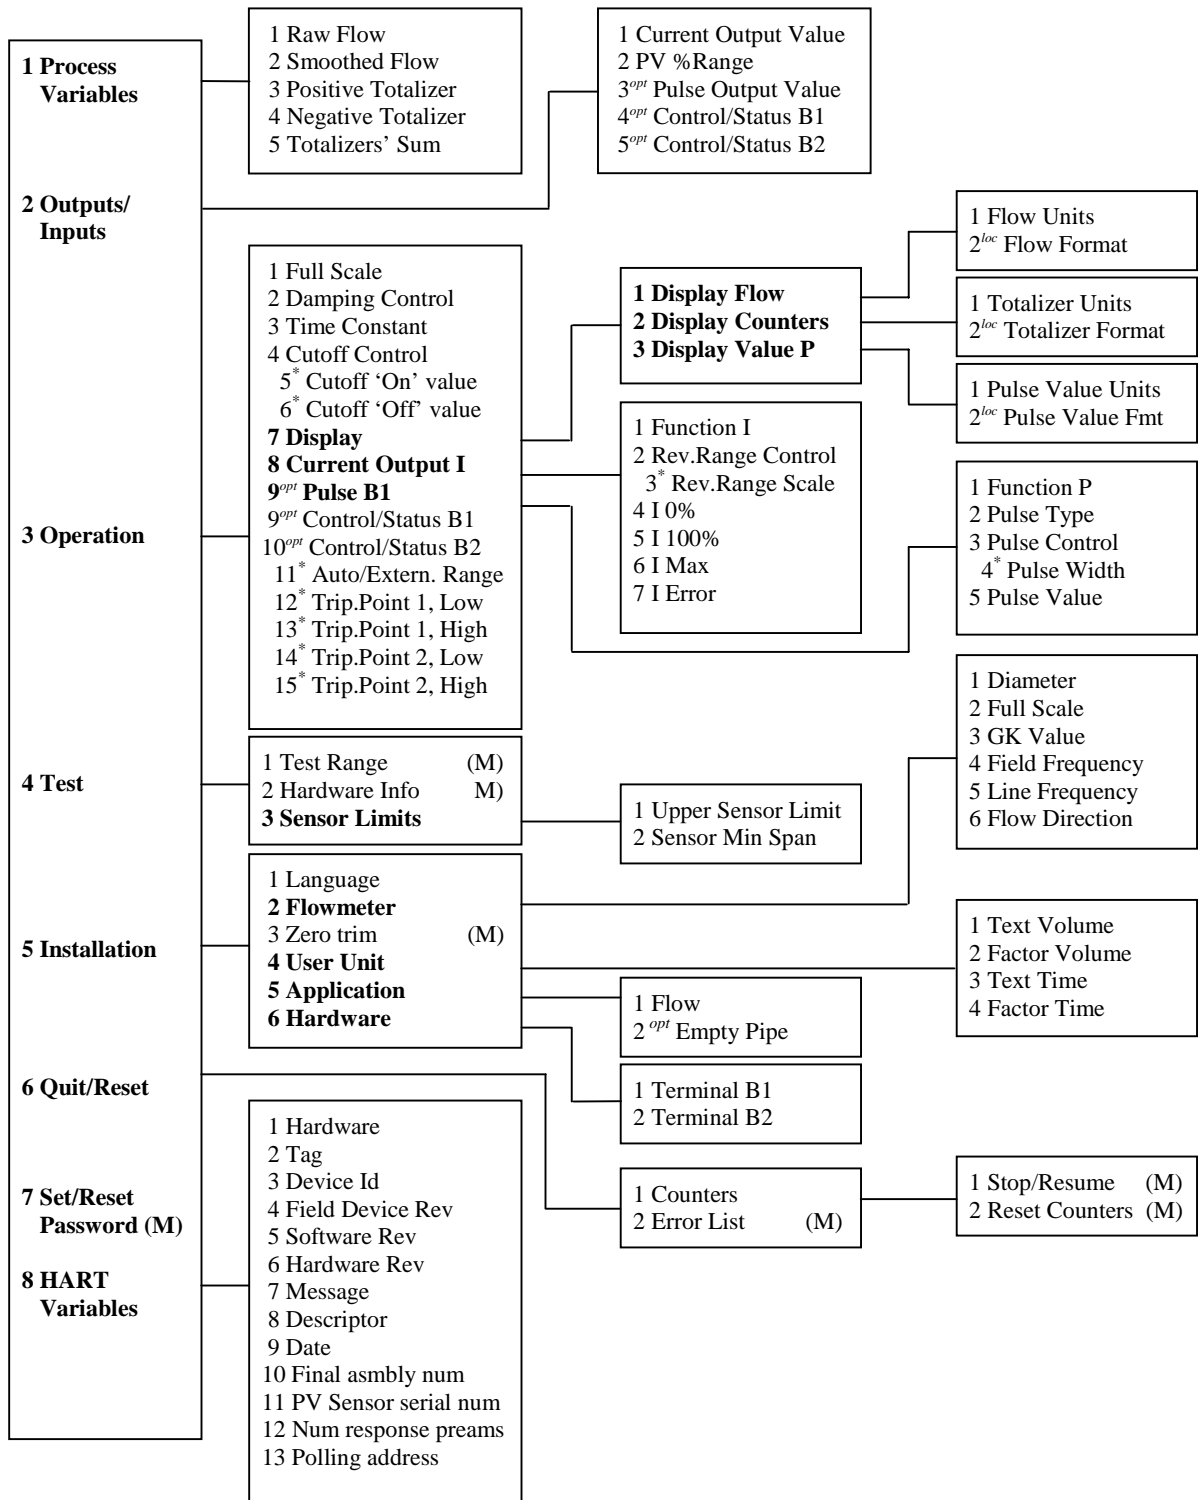 1 Process
Variables
2 Outputs/
Inputs
3 Operation
4 Test
5 Installation
6 Quit/Reset
7 Set/Reset
Password (M)
8 HART
Variables
1 Raw Flow
2 Smoothed Flow
3 Positive Totalizer
4 Negative Totalizer
5 Totalizers’ Sum
1 Current Output Value
2 PV %Range
3opt Pulse Output Value
4opt Control/Status B1
5opt Control/Status B2
1 Full Scale
2 Damping Control
3 Time Constant
4 Cutoff Control
5* Cutoff ‘On’ value
6* Cutoff ‘Off’ value
7 Display
8 Current Output I
9opt Pulse B1
9opt Control/Status B1
10opt Control/Status B2
11* Auto/Extern. Range
12* Trip.Point 1, Low
13* Trip.Point 1, High
14* Trip.Point 2, Low
15* Trip.Point 2, High
1 Display Flow
2 Display Counters
3 Display Value P
1 Flow Units
2loc Flow Format
1 Totalizer Units
2loc Totalizer Format
1 Pulse Value Units
2loc Pulse Value Fmt
1 Function I
2 Rev.Range Control
3* Rev.Range Scale
4 I 0%
5 I 100%
6 I Max
7 I Error
1 Function P
2 Pulse Type
3 Pulse Control
4* Pulse Width
5 Pulse Value
1 Test Range (M)
2 Hardware Info M)
3 Sensor Limits
1 Upper Sensor Limit
2 Sensor Min Span
1 Language
2 Flowmeter
3 Zero trim (M)
4 User Unit
5 Application
6 Hardware
1 Diameter
2 Full Scale
3 GK Value
4 Field Frequency
5 Line Frequency
6 Flow Direction
1 Text Volume
2 Factor Volume
3 Text Time
4 Factor Time
1 Flow
2 opt Empty Pipe
1 Terminal B1
2 Terminal B2
1 Counters
2 Error List (M)
1 Stop/Resume (M)
2 Reset Counters (M)
1 Hardware
2 Tag
3 Device Id
4 Field Device Rev
5 Software Rev
6 Hardware Rev
7 Message
8 Descriptor
9 Date
10 Final asmbly num
11 PV Sensor serial num
12 Num response preams
13 Polling address